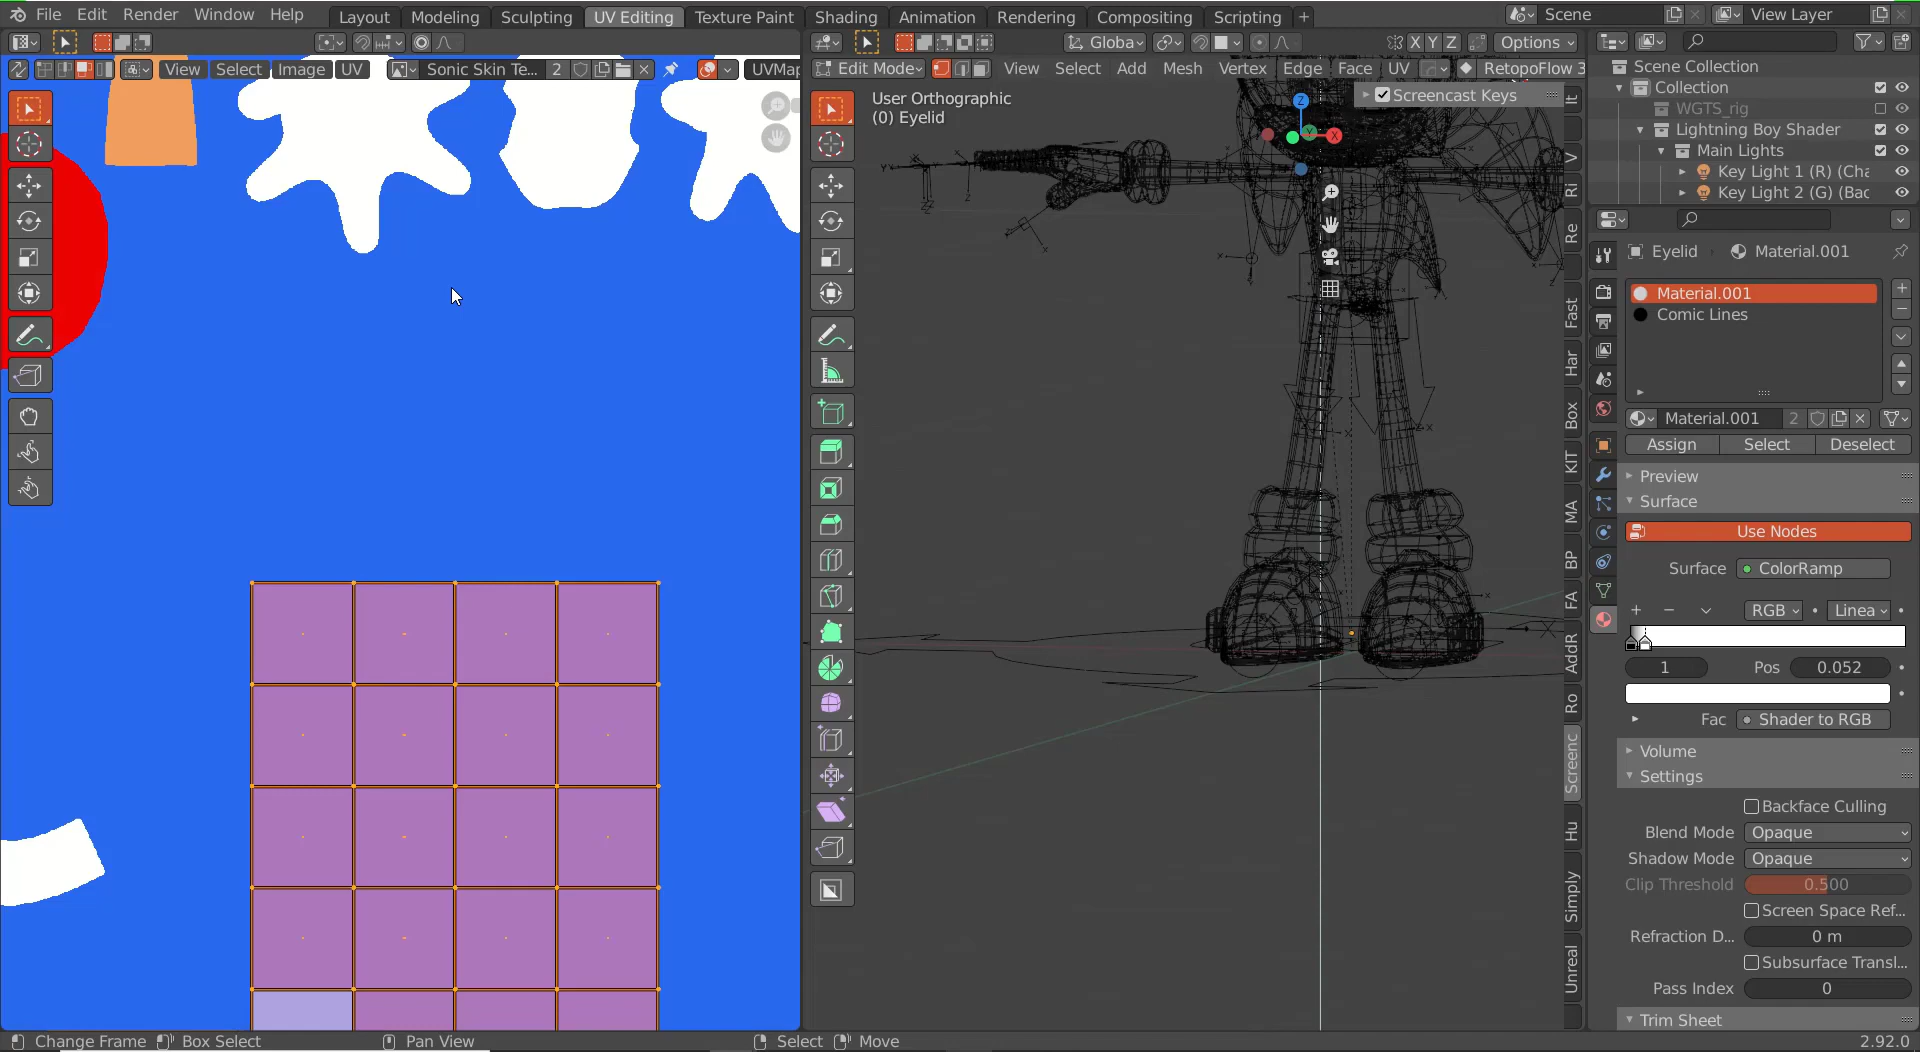 File Edit Render Window Help Layout Modeling Sculpting UV Editing Texture Paint Shading Animation Rendering Compositing Scripting + Scene View Layer
Globa X Y Z Options
View Select Image UV Sonic Skin Te... 2 UVMap Edit Mode View Select Add Mesh Vertex Edge Face UV RetopoFlow 3
User Orthographic
(0) Eyelid
Screencast Keys
Z
X
It
V
Ri
Re
Fast
Har
Box
KIT
MA
BP
FA
AddR
Ro
Screenc
Hu
Simply
Unreal
Scene Collection
Collection
WGTS_rig
Lightning Boy Shader
Main Lights
Key Light 1 (R) (Cha
Key Light 2 (G) (Bac
Eyelid Material.001
Material.001
Comic Lines
Material.001 2
Assign Select Deselect
Preview
Surface
Use Nodes
Surface ColorRamp
RGB Linea
1 Pos 0.052
Fac Shader to RGB
Volume
Settings
Backface Culling
Blend Mode Opaque
Shadow Mode Opaque
Clip Threshold 0.500
Screen Space Ref...
Refraction D... 0 m
Subsurface Transl...
Pass Index 0
Trim Sheet
Change Frame Box Select Pan View Select Move 2.92.0